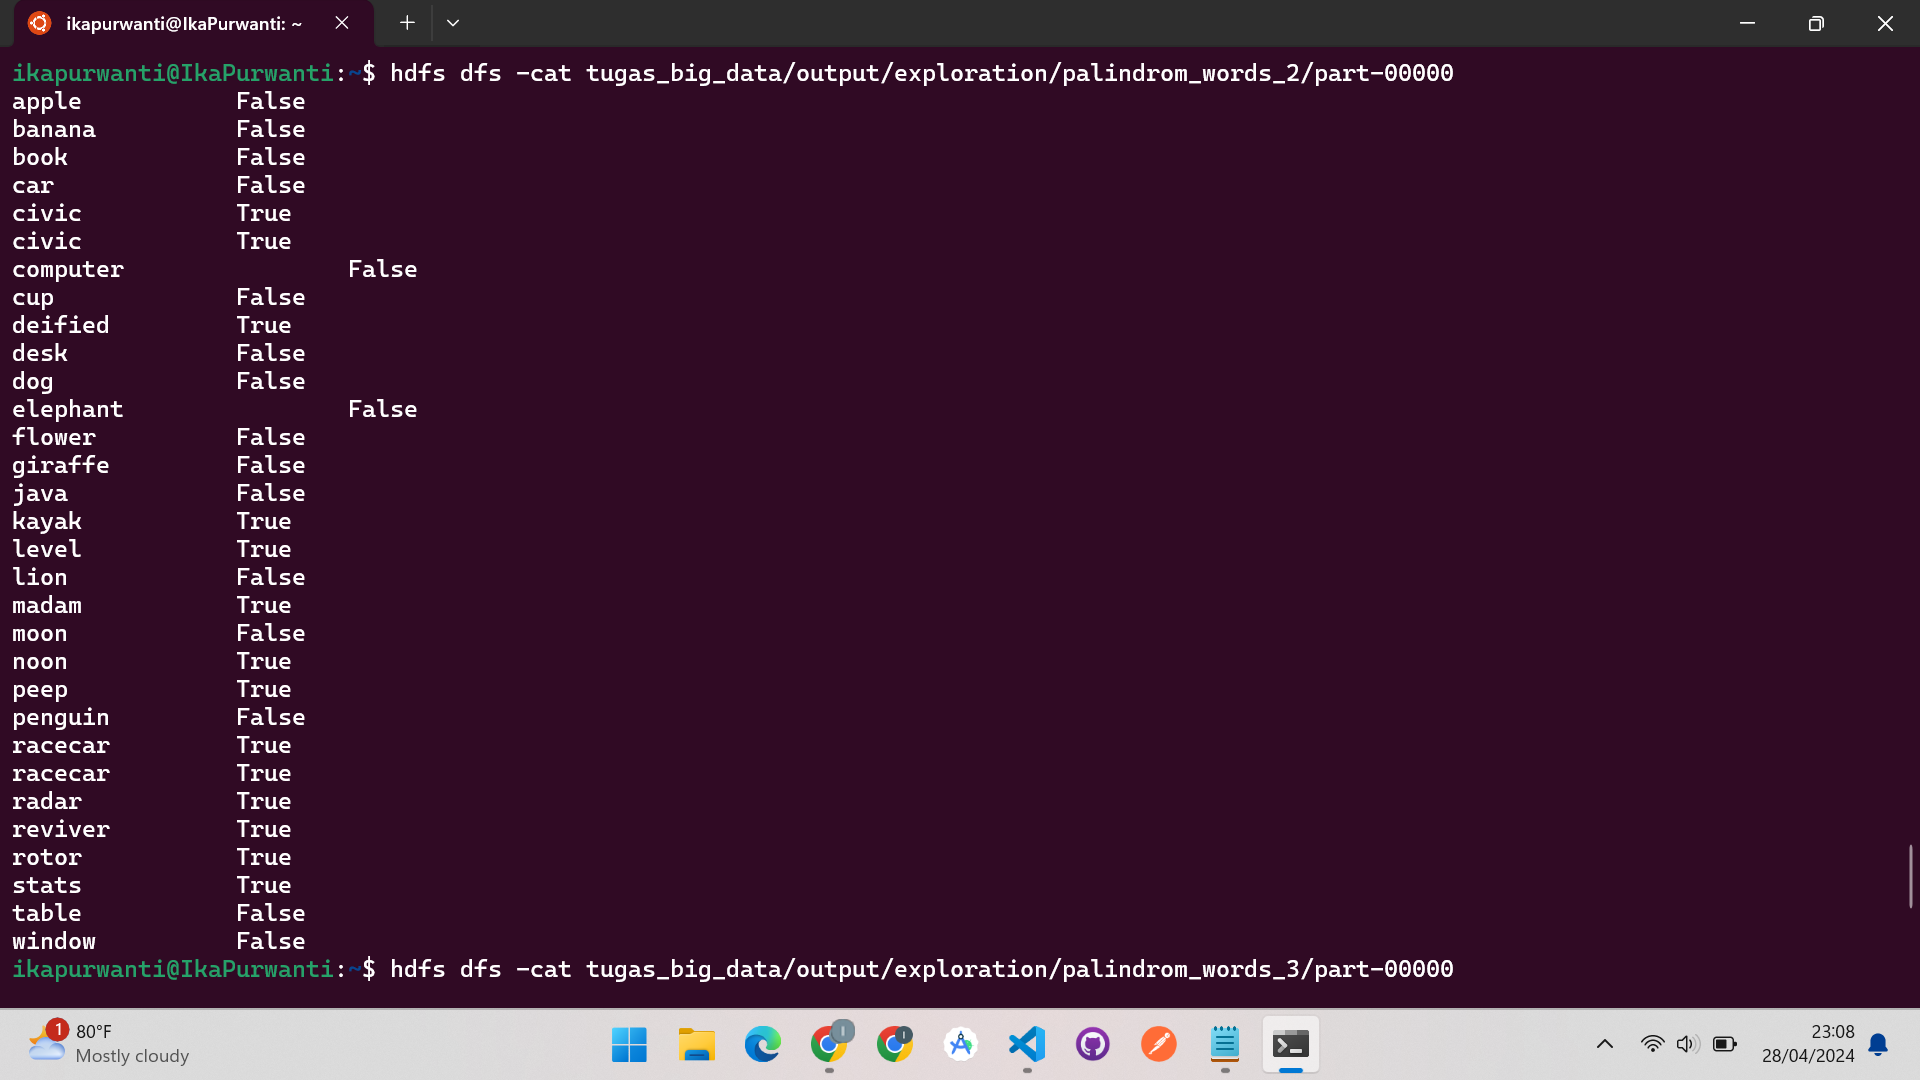 ikapurwanti@IkaPurwanti: ~
ikapurwanti@IkaPurwanti:~$ hdfs dfs -cat tugas_big_data/output/exploration/palindrom_words_2/part-00000
apple False
banana False
book False
car False
civic True
civic True
computer False
cup False
deified True
desk False
dog False
elephant False
flower False
giraffe False
java False
kayak True
level True
lion False
madam True
moon False
noon True
peep True
penguin False
racecar True
racecar True
radar True
reviver True
rotor True
stats True
table False
window False
ikapurwanti@IkaPurwanti:~$ hdfs dfs -cat tugas_big_data/output/exploration/palindrom_words_3/part-00000
1
80°F
Mostly cloudy
I
I
23:08
28/04/2024